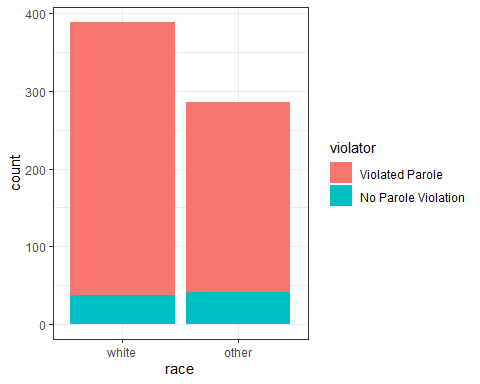 400
300
200
100
0
count
white other
race
violator
Violated Parole
No Parole Violation